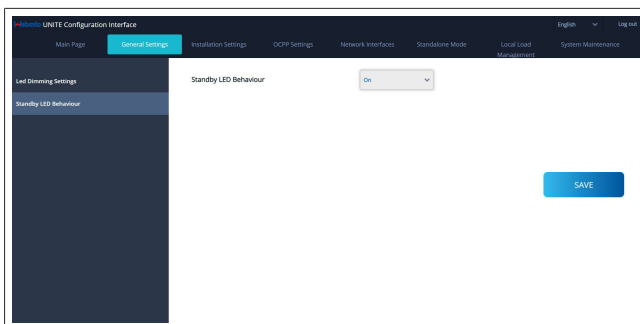 Webasto UNITE Configuration Interface
English
Log out
Main Page
General Settings
Installation Settings
OCPP Settings
Network Interfaces
Standalone Mode
Local Load
Management
System Maintenance
Led Dimming Settings
Standby LED Behaviour
Standby LED Behaviour
On
SAVE